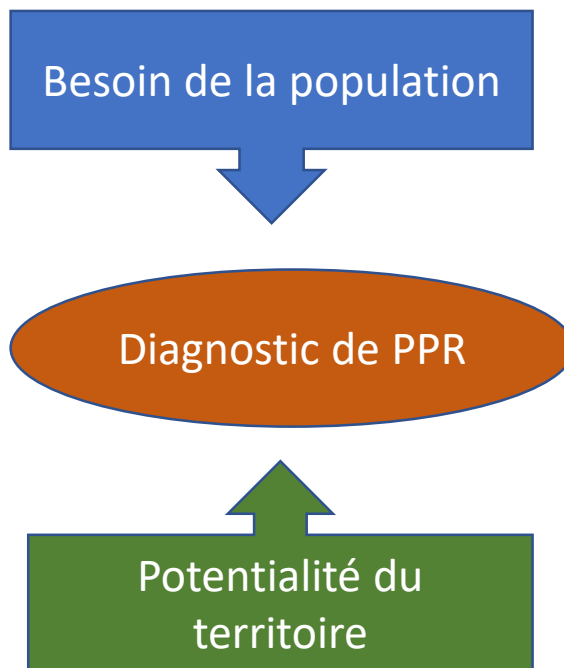 Besoin de la population
Diagnostic de PPR
Potentialité du
territoire